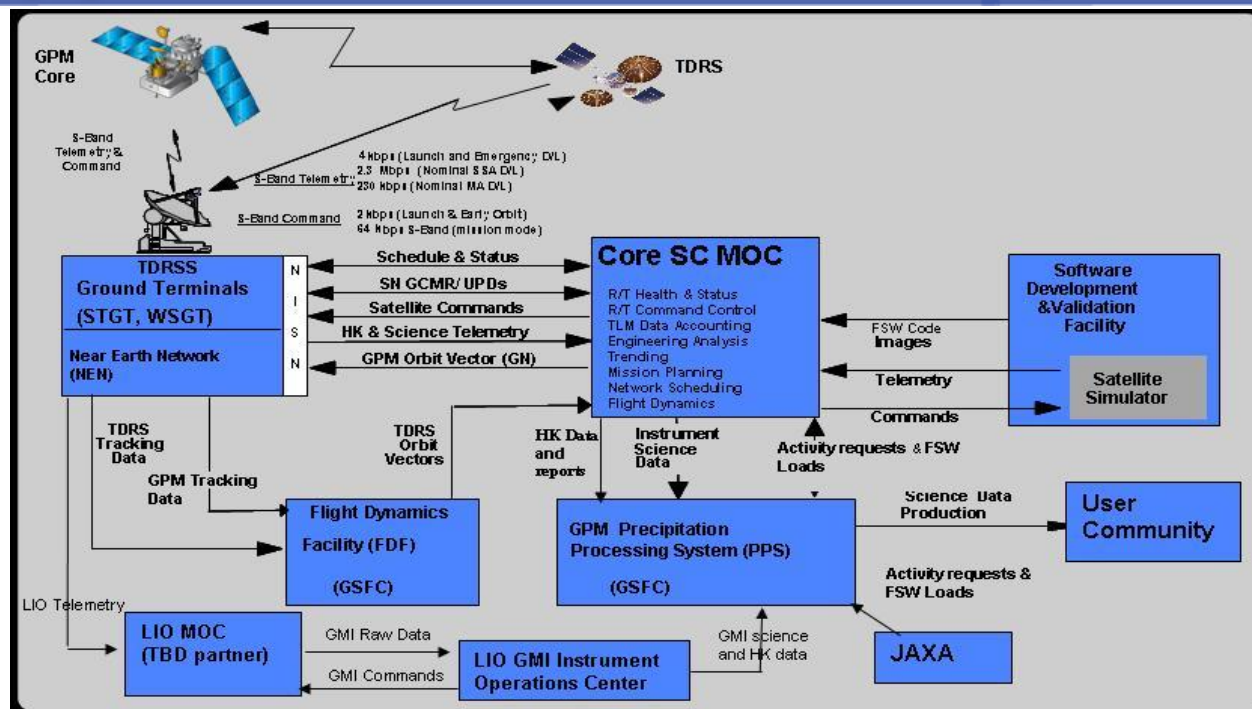 GPM
Core
TDRS
S-Band
Telemetry &
Command
4 kbps (Launch and Emergency D/L)
2.3 Mbps (Nominal SSA D/L)
230 kbps (Nominal MA D/L)
S-Band Telemetry
S-Band Command
2 kbps (Launch & Early Orbit)
64 kbps S-Band (mission mode)
TDRSS
Ground Terminals
(STGT, WSGT)
Near Earth Network
(NEN)
N
I
S
N
Schedule & Status
SN GCMR/ UPDs
Satellite Commands
HK & Science Telemetry
GPM Orbit Vector (GN)
Core SC MOC
R/T Health & Status
R/T Command Control
TLM Data Accounting
Engineering Analysis
Trending
Mission Planning
Network Scheduling
Flight Dynamics
FSW Code
Images
Telemetry
Commands
Software
Development
&Validation
Facility
Satellite
Simulator
TDRS
Tracking
Data
GPM Tracking
Data
TDRS
Orbit
Vectors
HK Data
and
reports
Instrument
Science
Data
Activity requests & FSW
Loads
Flight Dynamics
Facility (FDF)
(GSFC)
GPM Precipitation
Processing System (PPS)
(GSFC)
Science Data
Production
User
Community
Activity requests &
FSW Loads
LIO Telemetry
LIO MOC
(TBD partner)
GMI Raw Data
GMI Commands
LIO GMI Instrument
Operations Center
GMI science
and HK data
JAXA